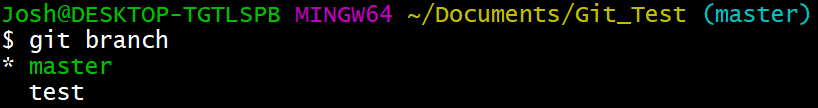 Josh@DESKTOP-TGTLSPB MINGW64 ~/Documents/Git_Test (master)
$ git branch
* master
  test